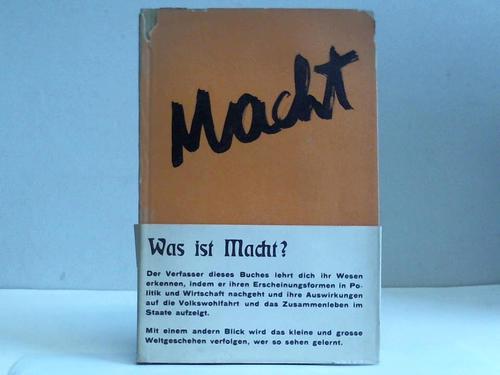 Macht
Was ist Macht?
Der Verfasser dieses Buches lehrt dich ihr Wesen
erkennen, indem er ihren Erscheinungsformen in Po-
litik und Wirtschaft nachgeht und ihre Auswirkungen
auf die Volkswohlfahrt und das Zusammenleben im
Staate aufzeigt.
Mit einem andern Blick wird das kleine und grosse
Weltgeschehen verfolgen, wer so sehen gelernt.